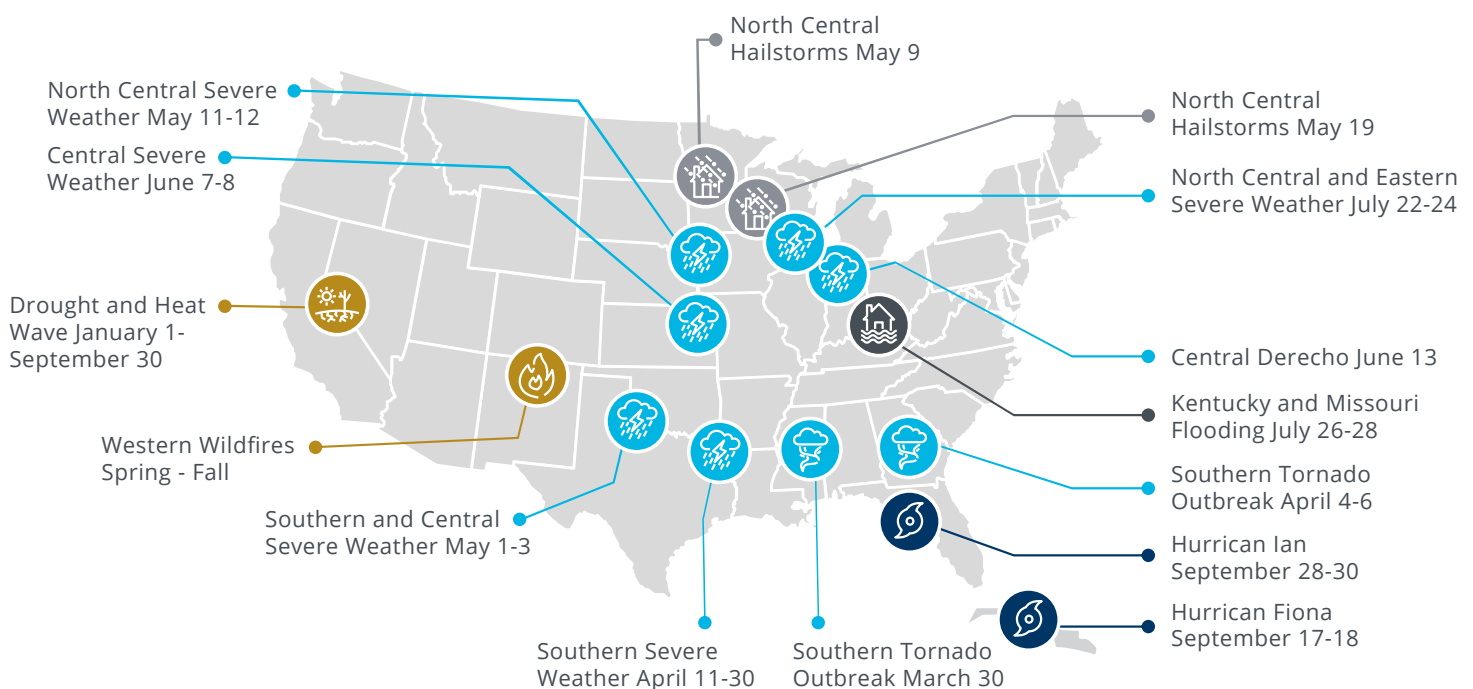 North Central
Hailstorms May 9
North Central Severe
Weather May 11-12
North Central
Hailstorms May 19
Central Severe
Weather June 7-8
North Central and Eastern
Severe Weather July 22-24
Drought and Heat
Wave January 1-
September 30
Central Derecho June 13
Kentucky and Missouri
Flooding July 26-28
Western Wildfires
Spring - Fall
Southern Tornado
Outbreak April 4-6
Southern and Central
Severe Weather May 1-3
Hurrican Ian
September 28-30
Hurrican Fiona
September 17-18
Southern Severe
Weather April 11-30
Southern Tornado
Outbreak March 30